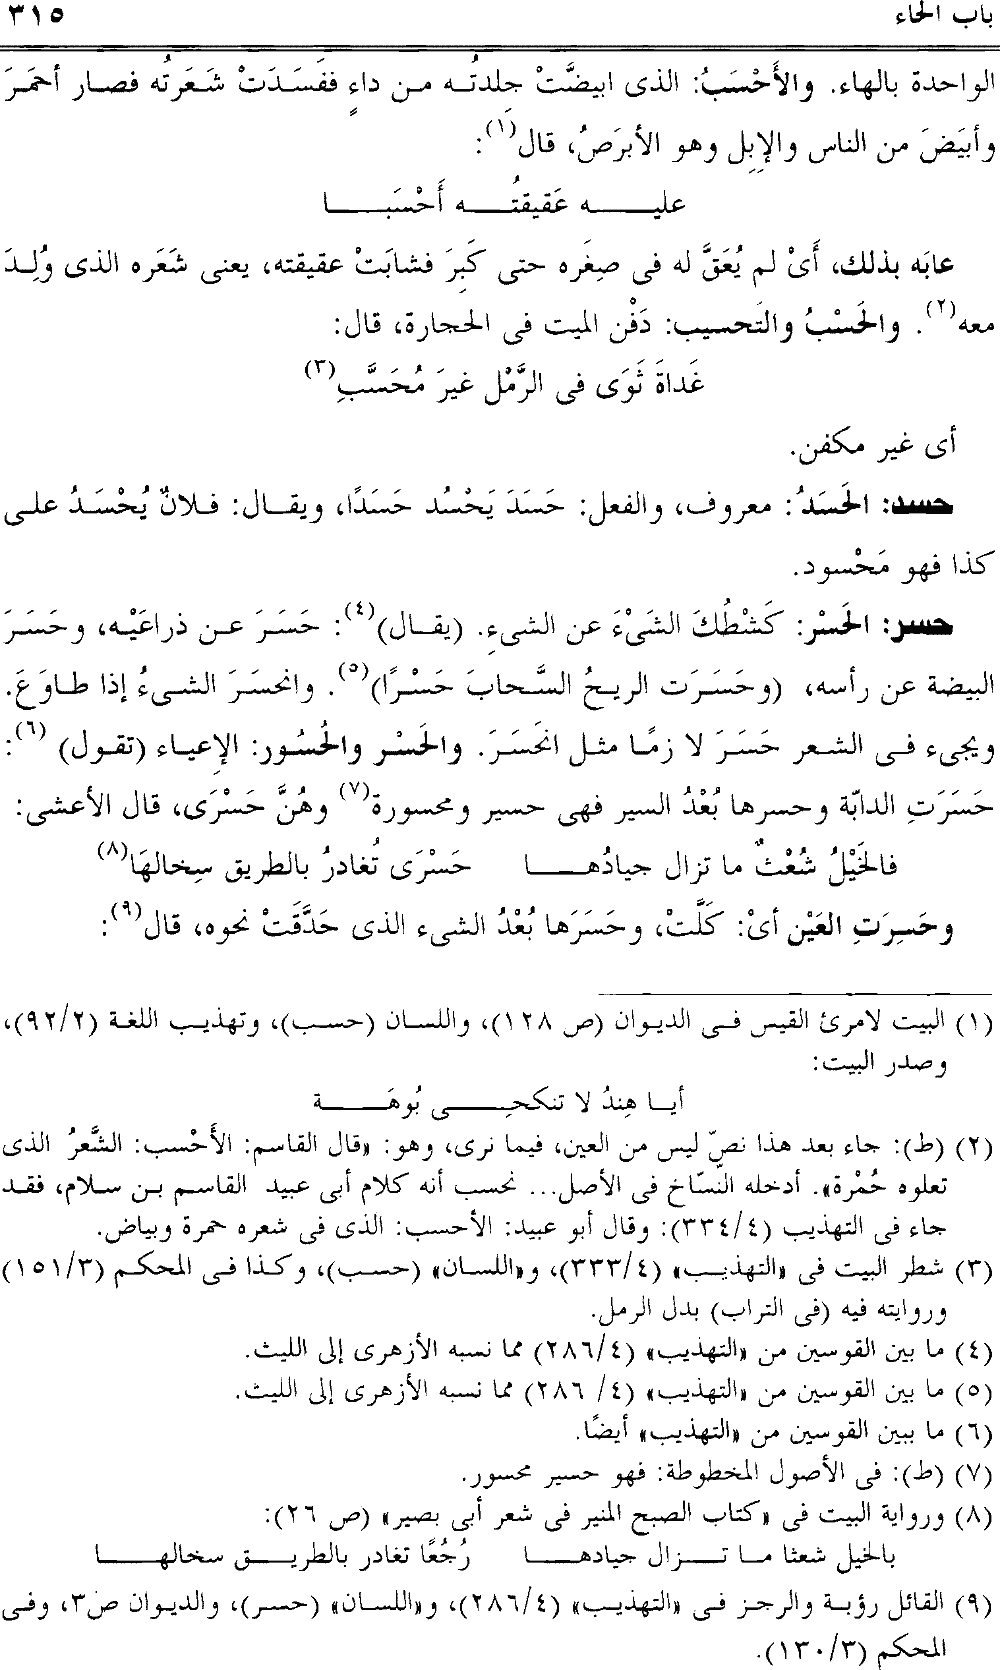 باب الحاء ٣١٥
الواحدة بالهاء. والأَحْسَبُ: الذى ابيضَّتْ جِلدتُه من داءٍ ففَسَدَتْ شَعَرتُه فصار أحمَرَ
وأبيَضَ من الناس والإبِلِ وهو الأبرَصُ، قال(١):
عليه عَقيقتُه أَحْسَبَا
عابَه بذلك، أَىْ لم يُعَقَّ له فى صِغَره حتى كَبِرَ فشابَتْ عقيقته، يعنى شَعَره الذى وُلِدَ
معه(٢). والحَسْبُ والتَحسيب: دَفْن الميت فى الحجارة، قال:
غَداةَ ثَوَى فى الرَّمْل غيرَ مُحَسَّبِ(٣)
أى غير مكفن.
حسد: الحَسَدُ: معروف، والفعل: حَسَدَ يَحْسُد حَسَدًا، ويقال: فلانٌ يُحْسَدُ على
كذا فهو مَحْسود.
حسر: الحَسْر: كَشْطُكَ الشَىْءَ عن الشىءِ. (يقال)(٤): حَسَرَ عن ذراعَيْه، وحَسَرَ
البيضة عن رأسه، (وحَسَرَت الريحُ السَّحابَ حَسْرًا)(٥). وانحسَرَ الشىءُ إذا طاوَعَ.
ويجىء فى الشعر حَسَرَ لا زمًا مثل انحَسَرَ. والحَسْر والحُسُور: الإعياء (تقول)(٦):
حَسَرَتِ الدابّة وحسرها بُعْدُ السير فهى حسير ومحسورة(٧) وهُنَّ حَسْرَى، قال الأعشى:
فالخَيْلُ شُعْثٌ ما تزال جيادُها حَسْرَى تُغادرُ بالطريق سِخالهَا(٨)
وحَسِرَتِ العَيْن أىْ: كَلَّتْ، وحَسَرَها بُعْدُ الشىء الذى حَدَّقَتْ نحوه، قال(٩):
(١) البيت لامرئ القيس فى الديوان (ص ١٢٨)، واللسان (حسب)، وتهذيب اللغة (٩٢/٢)،
وصدر البيت:
أيا هِندُ لا تنكحِى بُوهَة
(٢) (ط): جاء بعد هذا نصّ ليس من العين، فيما نرى، وهو: «قال القاسم: الأَحْسب: الشَّعرُ الذى
تعلوه حُمْرة». أدخله النسّاخ فى الأصل... نحسب أنه كلام أبى عبيد القاسم بن سلام، فقد
جاء فى التهذيب (٣٣٤/٤): وقال أبو عبيد: الأحسب: الذى فى شعره حمرة وبياض.
(٣) شطر البيت فى «التهذيب» (٣٣٣/٤)، و«اللسان» (حسب)، وكذا فى المحكم (١٥١/٣)
وروايته فيه (فى التراب) بدل الرمل.
(٤) ما بين القوسين من «التهذيب» (٢٨٦/٤) مما نسبه الأزهرى إلى الليث.
(٥) ما بين القوسين من «التهذيب» (٤/ ٢٨٦) مما نسبه الأزهرى إلى الليث.
(٦) ما ببين القوسين من «التهذيب» أيضًا.
(٧) (ط): فى الأصول المخطوطة: فهو حسير محسور.
(٨) ورواية البيت فى «كتاب الصبح المنير فى شعر أبى بصير» (ص ٢٦):
بالخيل شعثا ما تزال جيادها رُجُعًا تغادر بالطريق سخالها
(٩) القائل رؤبة والرجز فى «التهذيب» (٢٨٦/٤)، و«اللسان» (حسر)، والديوان ص٣، وفى
المحكم (١٣٠/٣).